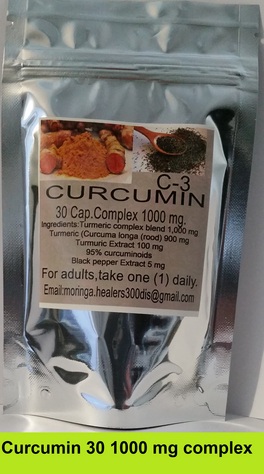 C-3
CURCUMIN
30 Cap.Complex 1000 mg.
Ingredients:Turmeric complex blend 1,000 mg
Turmeric (Curcuma longa (rood) 900 mg
Turmuric Extract 100 mg
95% curcuminoids
Black pepper Extract 5 mg
For adults,take one (1) daily.
Email:moringa.healers300dis@gmail.com
Curcumin 30 1000 mg complex